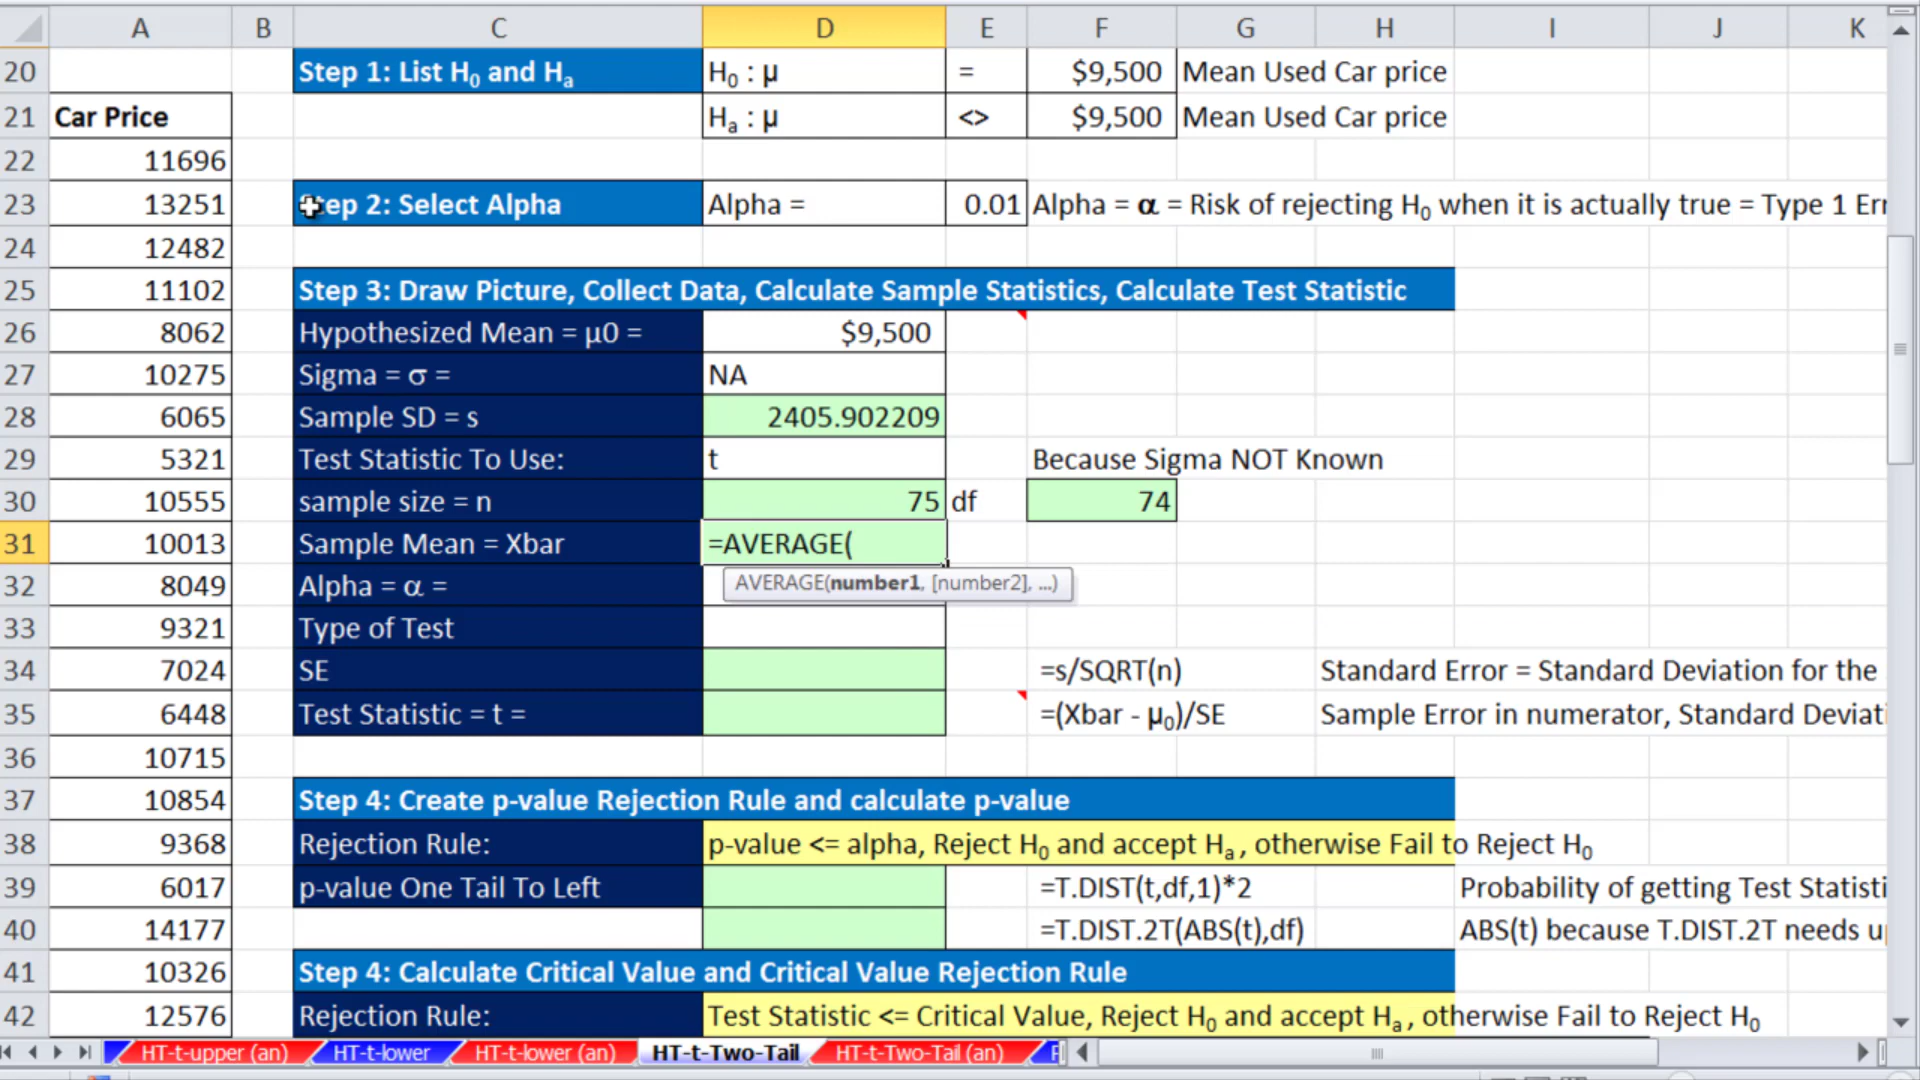 A B C D E F G H I J K
20 Step 1: List H0 and Ha H0 : µ = $9,500 Mean Used Car price
21 Car Price Ha : µ <> $9,500 Mean Used Car price
22 11696
23 13251 Step 2: Select Alpha Alpha = 0.01 Alpha = α = Risk of rejecting H0 when it is actually true = Type 1 Err
24 12482
25 11102 Step 3: Draw Picture, Collect Data, Calculate Sample Statistics, Calculate Test Statistic
26 8062 Hypothesized Mean = µ0 = $9,500
27 10275 Sigma = σ = NA
28 6065 Sample SD = s 2405.902209
29 5321 Test Statistic To Use: t Because Sigma NOT Known
30 10555 sample size = n 75 df 74
31 10013 Sample Mean = Xbar =AVERAGE(
AVERAGE(number1, [number2], ...)
32 8049 Alpha = α =
33 9321 Type of Test
34 7024 SE =s/SQRT(n) Standard Error = Standard Deviation for the
35 6448 Test Statistic = t = =(Xbar - µ0)/SE Sample Error in numerator, Standard Deviati
36 10715
37 10854 Step 4: Create p-value Rejection Rule and calculate p-value
38 9368 Rejection Rule: p-value <= alpha, Reject H0 and accept Ha , otherwise Fail to Reject H0
39 6017 p-value One Tail To Left =T.DIST(t,df,1)*2 Probability of getting Test Statisti
40 14177 =T.DIST.2T(ABS(t),df) ABS(t) because T.DIST.2T needs u
41 10326 Step 4: Calculate Critical Value and Critical Value Rejection Rule
42 12576 Rejection Rule: Test Statistic <= Critical Value, Reject H0 and accept Ha , otherwise Fail to Reject H0
HT-t-upper (an) HT-t-lower HT-t-lower (an) HT-t-Two-Tail HT-t-Two-Tail (an)